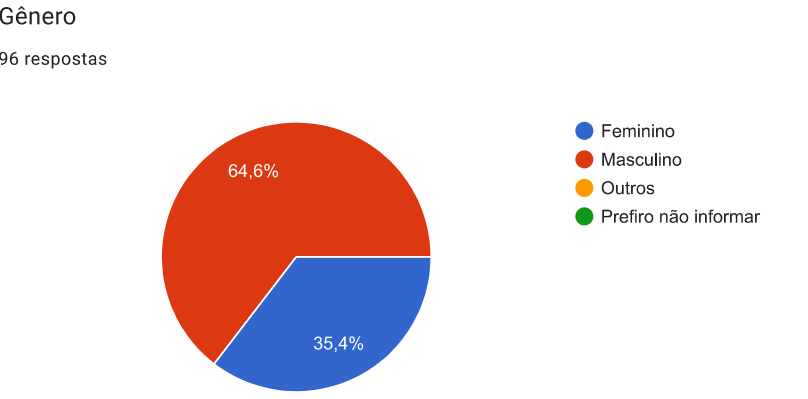 Gênero
96 respostas
64,6%
35,4%
Feminino
Masculino
Outros
Prefiro não informar